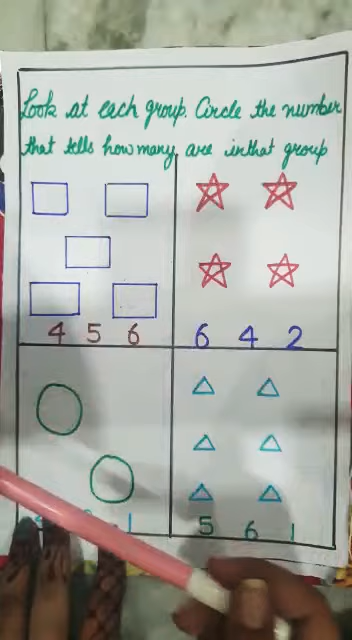 Look at each group. Circle the number
that tells how many are in that group
4 5 6
6 4 2
1
5 6 1